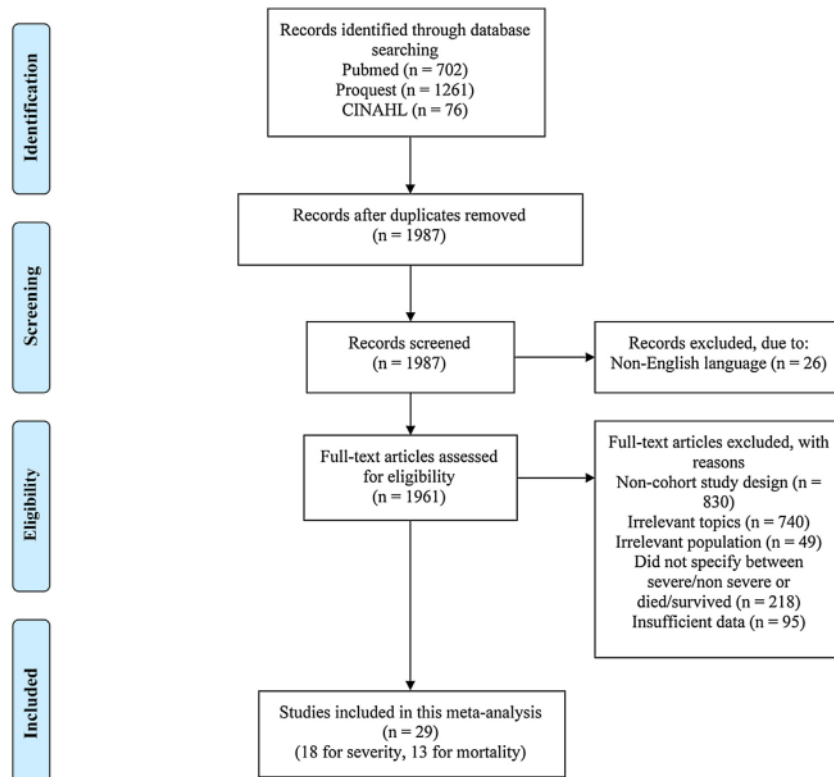 Identification
Records identified through database
searching
Pubmed (n = 702)
Proquest (n = 1261)
CINAHL (n = 76)
Records after duplicates removed
(n = 1987)
Screening
Records screened
(n = 1987)
Records excluded, due to:
Non-English language (n = 26)
Eligibility
Full-text articles assessed
for eligibility
(n = 1961)
Full-text articles excluded, with
reasons
Non-cohort study design (n =
830)
Irrelevant topics (n = 740)
Irrelevant population (n = 49)
Did not specify between
severe/non severe or
died/survived (n = 218)
Insufficient data (n = 95)
Included
Studies included in this meta-analysis
(n = 29)
(18 for severity, 13 for mortality)